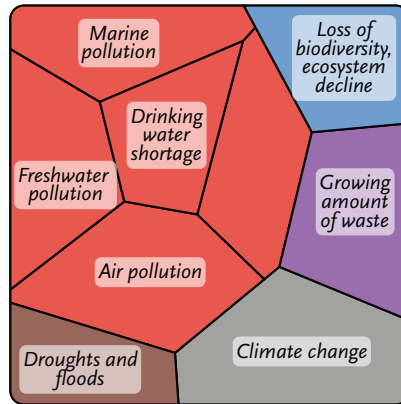 Marine
pollution
Loss of
biodiversity,
ecosystem
decline
Drinking
water
shortage
Freshwater
pollution
Growing
amount
of waste
Air pollution
Droughts and
floods
Climate change